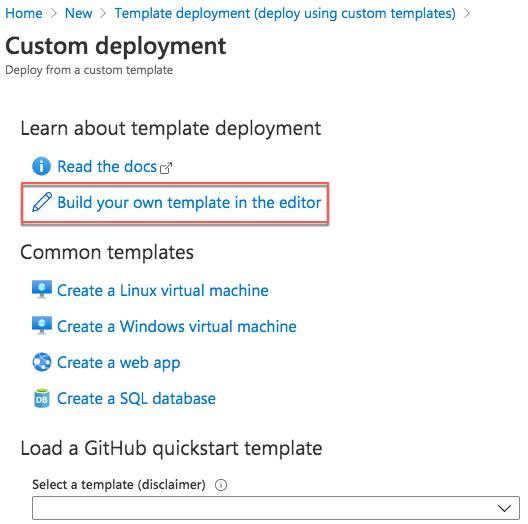 Home > New > Template deployment (deploy using custom templates) >
Custom deployment
Deploy from a custom template
Learn about template deployment
Read the docs
Build your own template in the editor
Common templates
Create a Linux virtual machine
Create a Windows virtual machine
Create a web app
DB Create a SQL database
Load a GitHub quickstart template
Select a template (disclaimer)